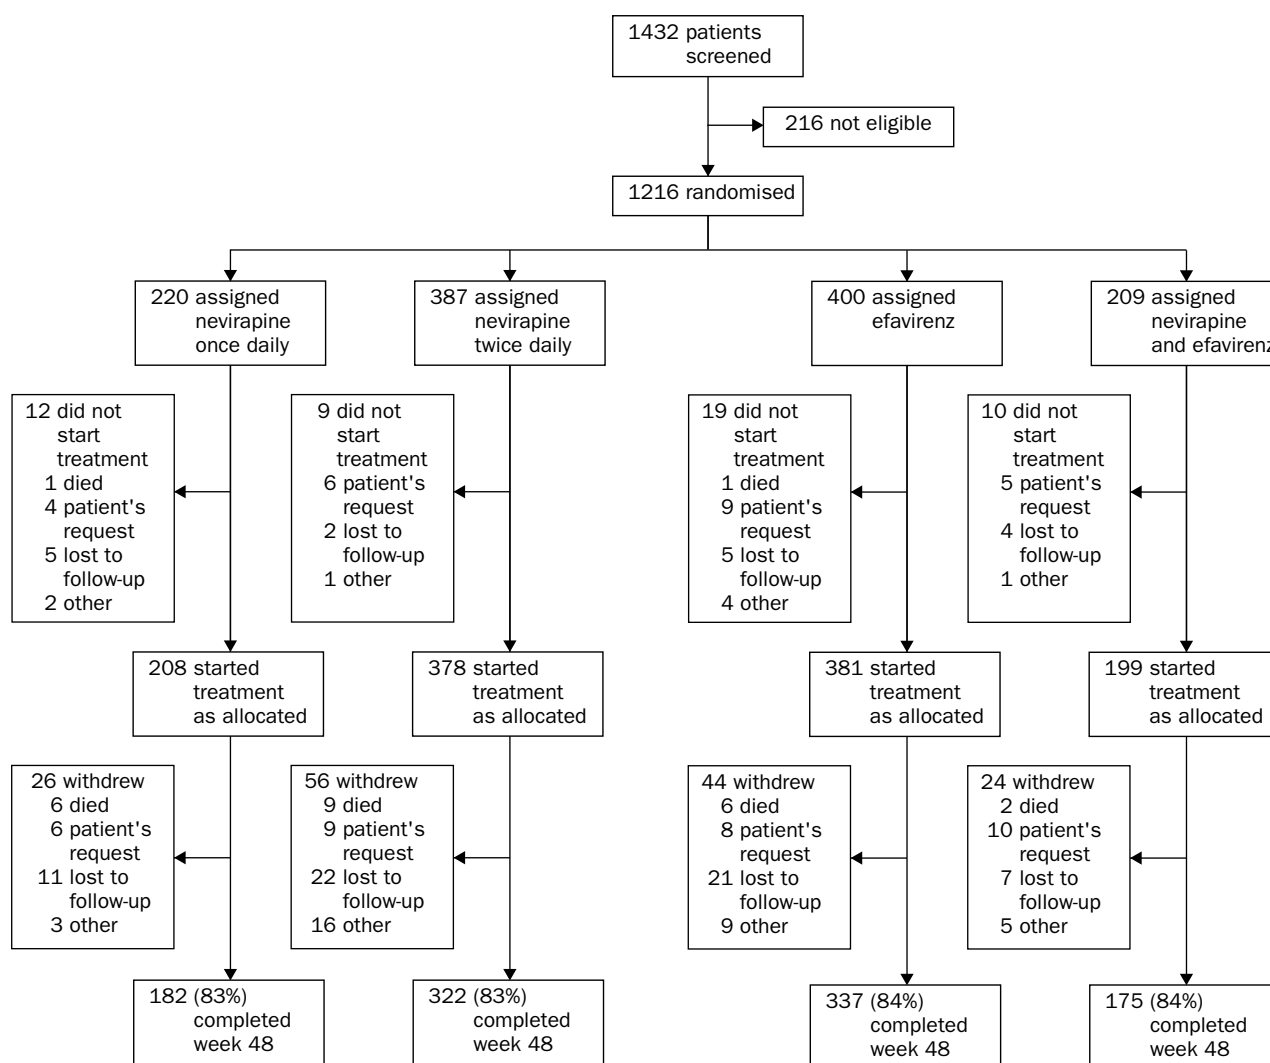 1432 patients
screened
216 not eligible
1216 randomised
220 assigned
nevirapine
once daily
387 assigned
nevirapine
twice daily
400 assigned
efavirenz
209 assigned
nevirapine
and efavirenz
12 did not
start
treatment
1 died
4 patient's
request
5 lost to
follow-up
2 other
9 did not
start
treatment
6 patient's
request
2 lost to
follow-up
1 other
19 did not
start
treatment
1 died
9 patient's
request
5 lost to
follow-up
4 other
10 did not
start
treatment
5 patient's
request
4 lost to
follow-up
1 other
208 started
treatment
as allocated
378 started
treatment
as allocated
381 started
treatment
as allocated
199 started
treatment
as allocated
26 withdrew
6 died
6 patient's
request
11 lost to
follow-up
3 other
56 withdrew
9 died
9 patient's
request
22 lost to
follow-up
16 other
44 withdrew
6 died
8 patient's
request
21 lost to
follow-up
9 other
24 withdrew
2 died
10 patient's
request
7 lost to
follow-up
5 other
182 (83%)
completed
week 48
322 (83%)
completed
week 48
337 (84%)
completed
week 48
175 (84%)
completed
week 48